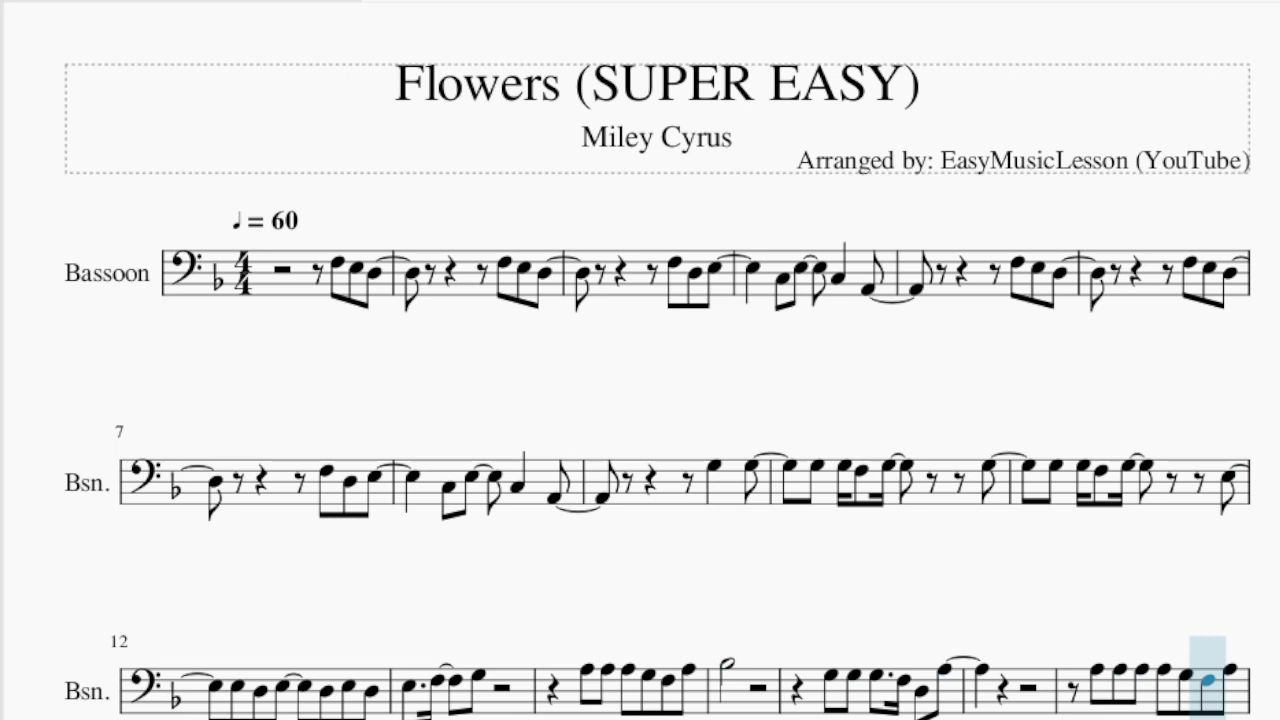 Flowers (SUPER EASY)
Miley Cyrus
Arranged by: EasyMusicLesson (YouTube)
♩ = 60
Bassoon
7
Bsn.
12
Bsn.